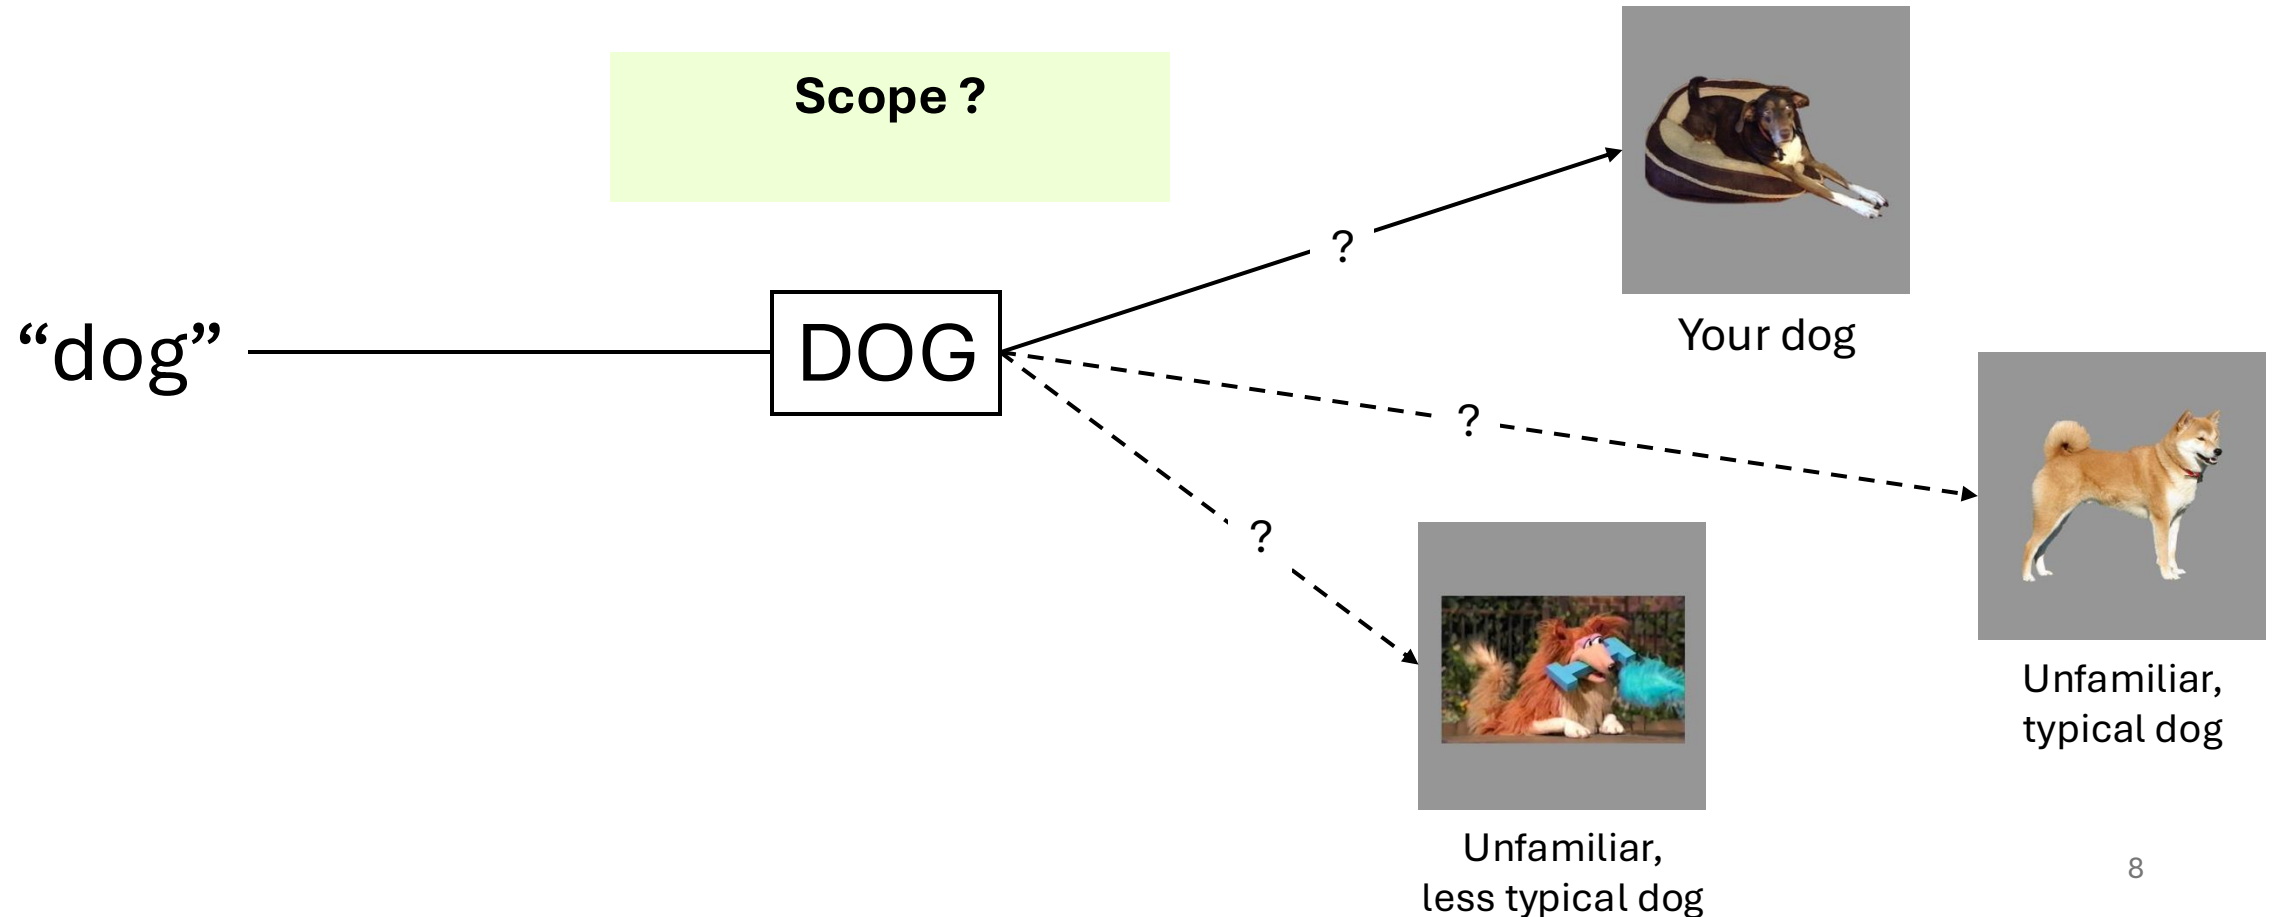 Scope ?
“dog”
DOG
?
?
?
Your dog
Unfamiliar,
typical dog
Unfamiliar,
less typical dog
8